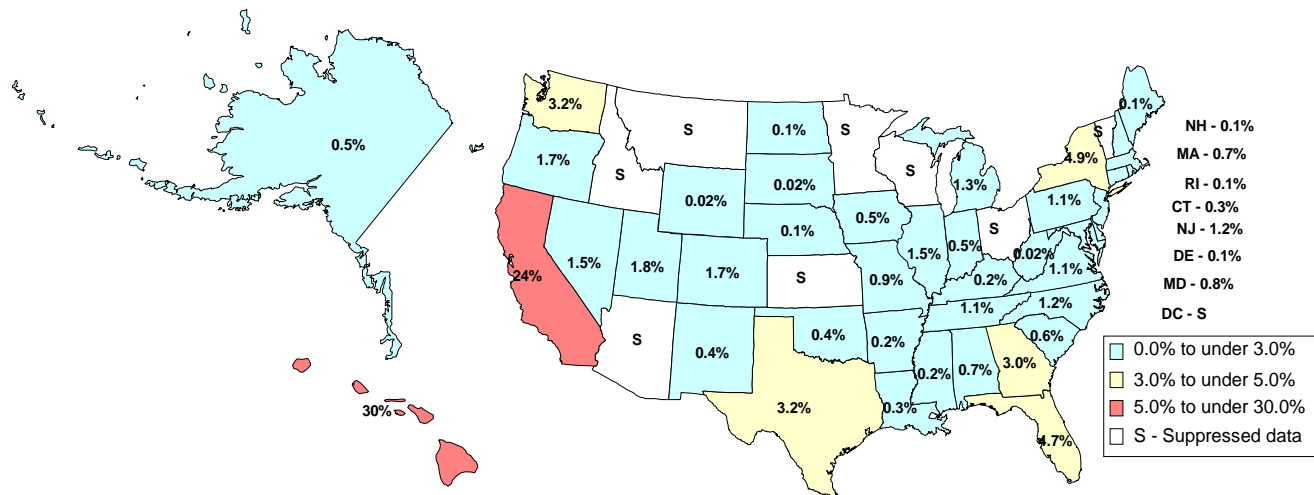 0.5%
30%
3.2%
1.7%
24%
S
S
1.5%
1.8%
S
0.02%
1.7%
0.4%
0.1%
0.02%
0.1%
S
0.4%
3.2%
S
0.5%
0.9%
0.2%
0.3%
S
1.5%
1.3%
0.5%
S
0.2%
1.1%
0.2%
0.7%
3.0%
4.7%
0.6%
1.2%
1.1%
0.02%
1.1%
4.9%
S
0.1%
NH - 0.1%
MA - 0.7%
RI - 0.1%
CT - 0.3%
NJ - 1.2%
DE - 0.1%
MD - 0.8%
DC - S
0.0% to under 3.0%
3.0% to under 5.0%
5.0% to under 30.0%
S - Suppressed data